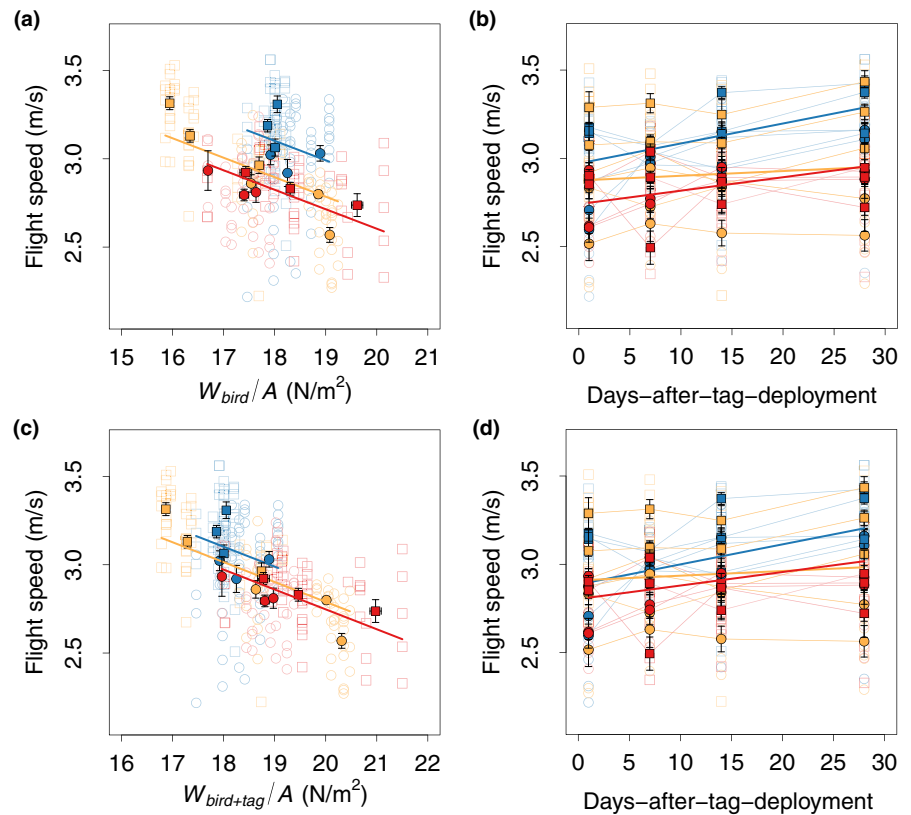 (a)
Flight speed (m/s)
3.5
3.0
2.5
15 16 17 18 19 20 21
W_bird/A (N/m²)
(b)
Flight speed (m/s)
3.5
3.0
2.5
0 5 10 15 20 25 30
Days−after−tag−deployment
(c)
Flight speed (m/s)
3.5
3.0
2.5
16 17 18 19 20 21 22
W_bird+tag/A (N/m²)
(d)
Flight speed (m/s)
3.5
3.0
2.5
0 5 10 15 20 25 30
Days−after−tag−deployment